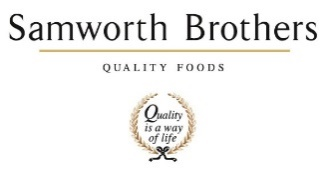 Samworth Brothers
QUALITY FOODS
Quality
is a way
of life